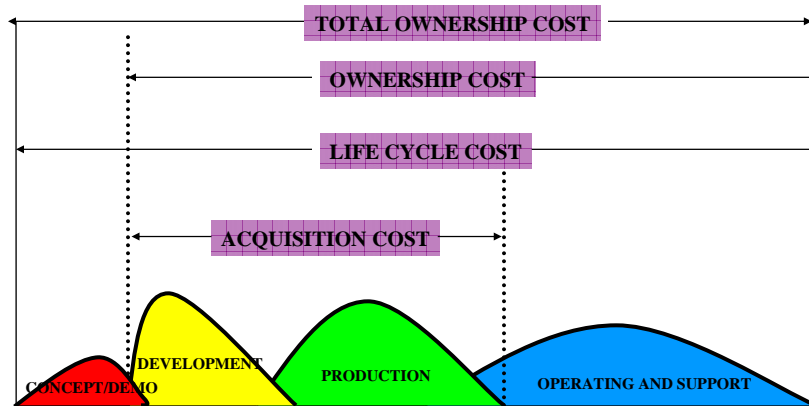 TOTAL OWNERSHIP COST
OWNERSHIP COST
LIFE CYCLE COST
ACQUISITION COST
DEVELOPMENT
CONCEPT/DEMO
PRODUCTION
OPERATING AND SUPPORT